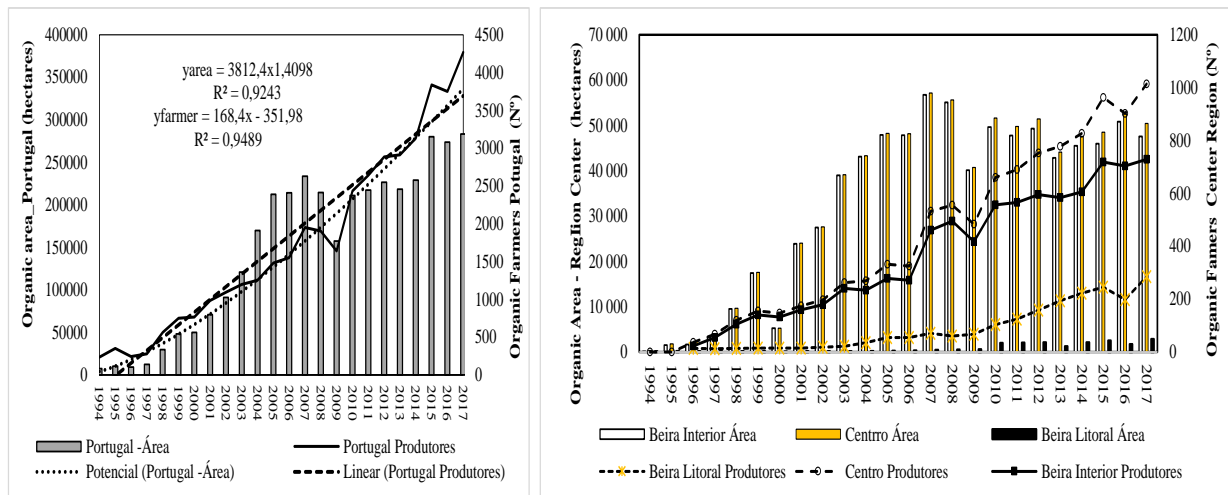 Organic area_Portugal (hectares)
400000
350000
300000
250000
200000
150000
100000
50000
0
yarea = 3812,4x1,4098
R² = 0,9243
yfarmer = 168,4x - 351,98
R² = 0,9489
4500
4000
3500
3000
2500
2000
1500
1000
500
0
Organic Farmers Potugal (Nº)
1994 1995 1996 1997 1998 1999 2000 2001 2002 2003 2004 2005 2006 2007 2008 2009 2010 2011 2012 2013 2014 2015 2016 2017
Portugal -Área Portugal Produtores
Potencial (Portugal -Área) Linear (Portugal Produtores)
Organic Area - RegIion Center (hectares)
70 000
60 000
50 000
40 000
30 000
20 000
10 000
0
1200
1000
800
600
400
200
0
Organic Famers Center Region (Nº)
1994 1995 1996 1997 1998 1999 2000 2001 2002 2003 2004 2005 2006 2007 2008 2009 2010 2011 2012 2013 2014 2015 2016 2017
Beira Interior Área Centrro Área Beira Litoral Área
Beira Litoral Produtores Centro Produtores Beira Interior Produtores